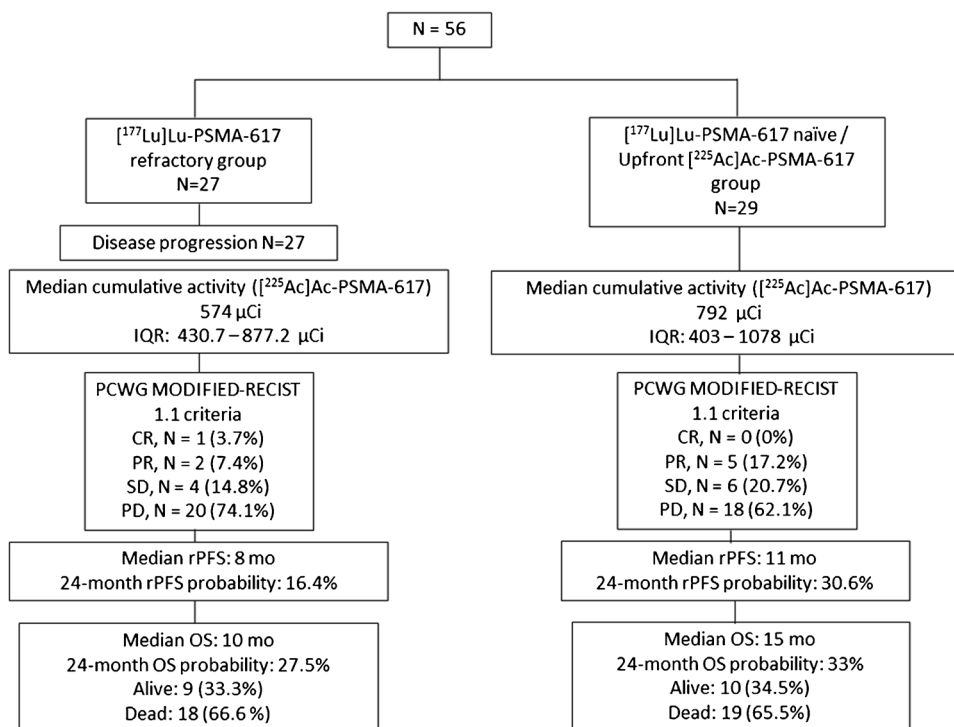 N = 56
[¹⁷⁷Lu]Lu-PSMA-617
refractory group
N=27
Disease progression N=27
Median cumulative activity ([²²⁵Ac]Ac-PSMA-617)
574 µCi
IQR: 430.7 – 877.2 µCi
PCWG MODIFIED-RECIST
1.1 criteria
CR, N = 1 (3.7%)
PR, N = 2 (7.4%)
SD, N = 4 (14.8%)
PD, N = 20 (74.1%)
Median rPFS: 8 mo
24-month rPFS probability: 16.4%
Median OS: 10 mo
24-month OS probability: 27.5%
Alive: 9 (33.3%)
Dead: 18 (66.6 %)
[¹⁷⁷Lu]Lu-PSMA-617 naïve /
Upfront [²²⁵Ac]Ac-PSMA-617
group
N=29
Median cumulative activity ([²²⁵Ac]Ac-PSMA-617)
792 µCi
IQR: 403 – 1078 µCi
PCWG MODIFIED-RECIST
1.1 criteria
CR, N = 0 (0%)
PR, N = 5 (17.2%)
SD, N = 6 (20.7%)
PD, N = 18 (62.1%)
Median rPFS: 11 mo
24-month rPFS probability: 30.6%
Median OS: 15 mo
24-month OS probability: 33%
Alive: 10 (34.5%)
Dead: 19 (65.5%)